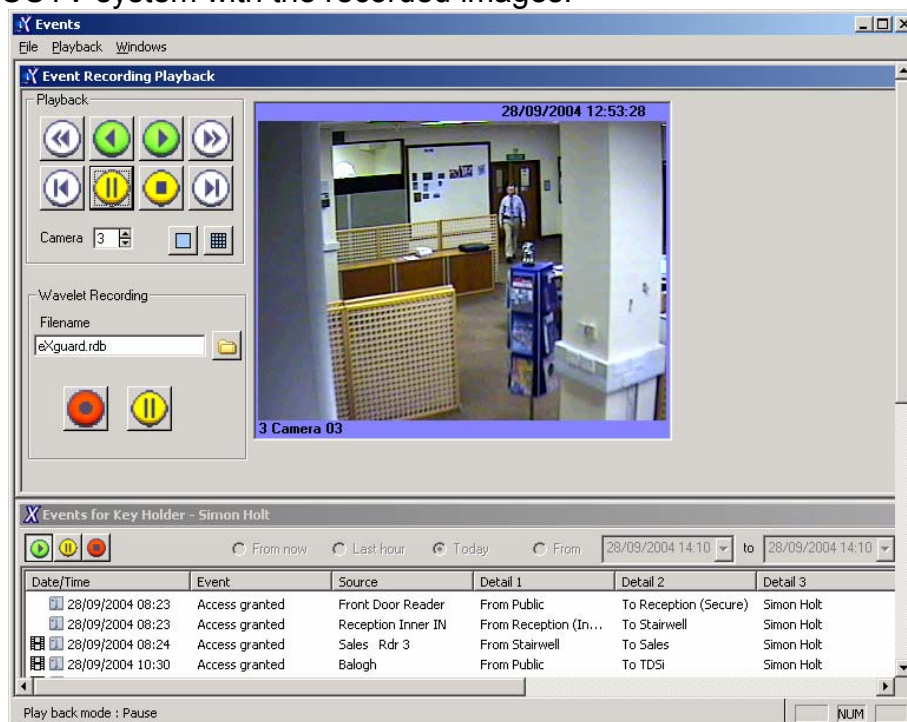 CCTV system with the recorded images.
Events
File Playback Windows
Event Recording Playback
Playback
28/09/2004 12:53:28
Camera 3
Wavelet Recording
Filename
eXguard.rdb
3 Camera 03
Events for Key Holder - Simon Holt
From now Last hour Today From 28/09/2004 14:10 to 28/09/2004 14:10
Date/Time Event Source Detail 1 Detail 2 Detail 3
28/09/2004 08:23 Access granted Front Door Reader From Public To Reception (Secure) Simon Holt
28/09/2004 08:23 Access granted Reception Inner IN From Reception (In... To Stairwell Simon Holt
28/09/2004 08:24 Access granted Sales Rdr 3 From Stairwell To Sales Simon Holt
28/09/2004 10:30 Access granted Balogh From Public To TDSi Simon Holt
Play back mode : Pause NUM